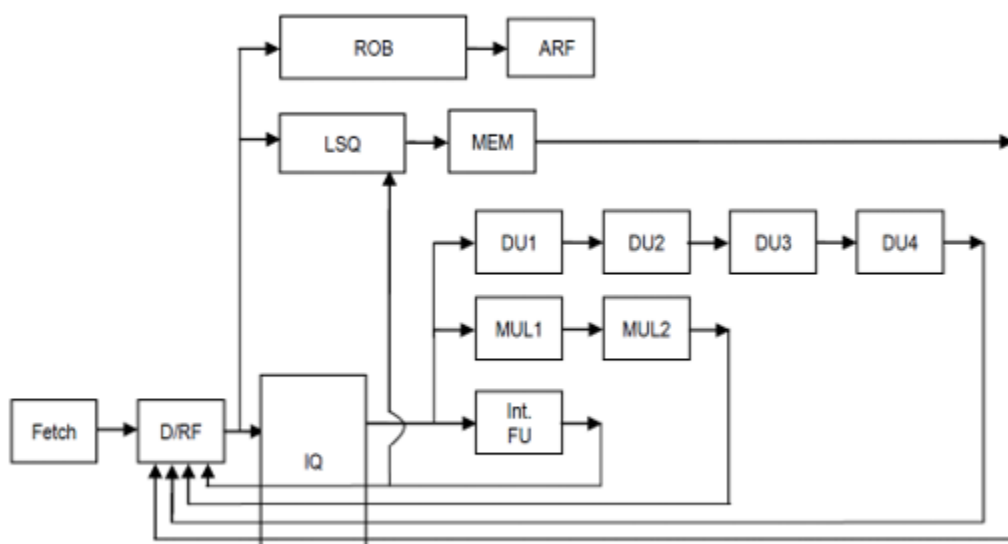 ROB
ARF
LSQ
MEM
DU1
DU2
DU3
DU4
MUL1
MUL2
Fetch
D/RF
IQ
Int.
FU